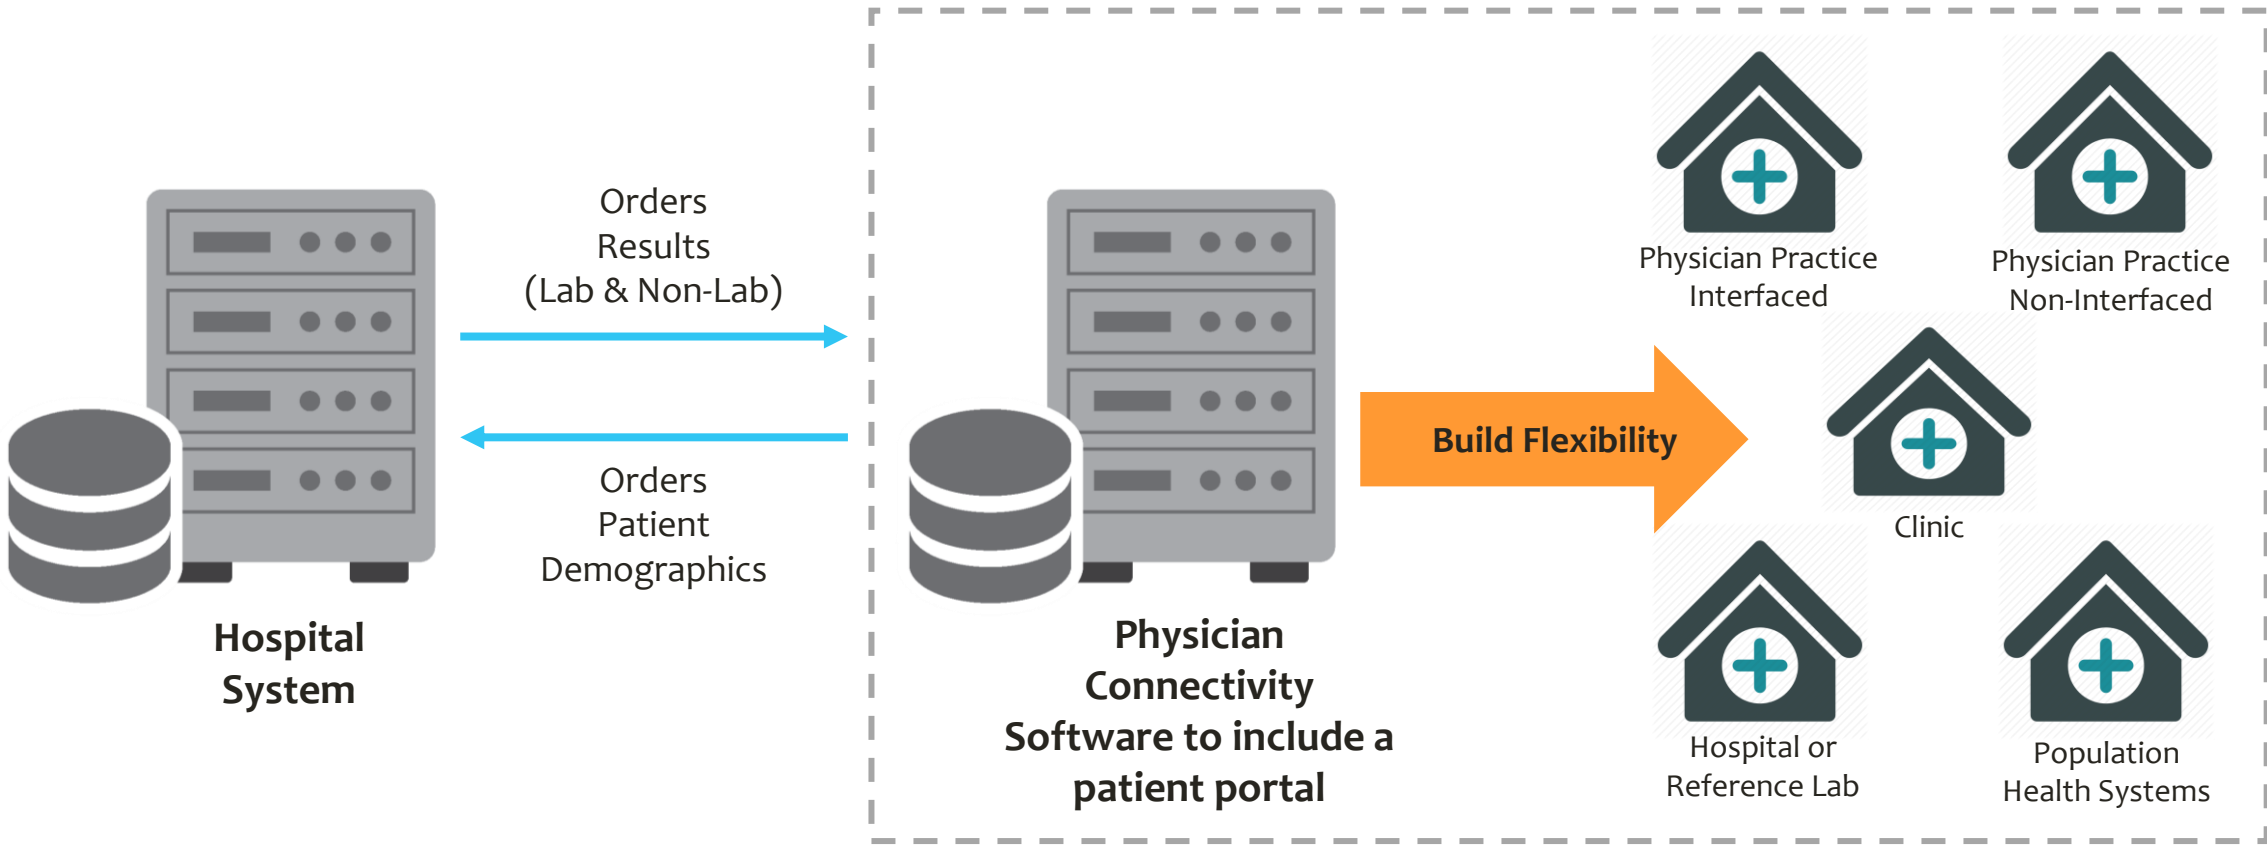 Orders
Results
(Lab & Non-Lab)
Orders
Patient
Demographics
Hospital
System
Physician
Connectivity
Software to include a
patient portal
Build Flexibility
Physician Practice
Interfaced
Physician Practice
Non-Interfaced
Clinic
Hospital or
Reference Lab
Population
Health Systems